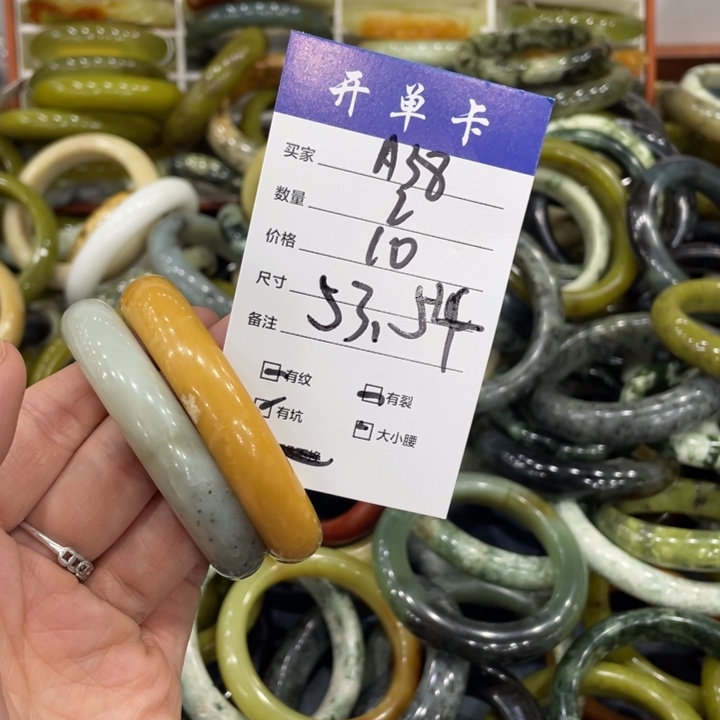 开单卡
买家 A58
数量 2
价格 10
尺寸 53.54
备注
有纹 有裂
有坑 大小腰